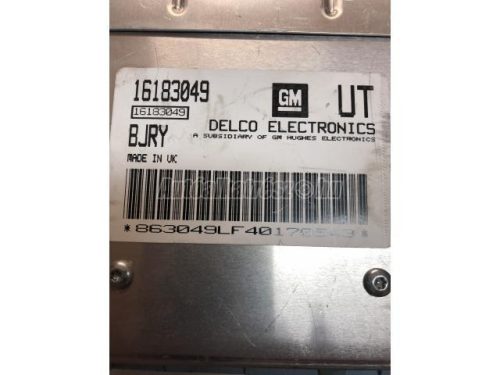 16183049
16183049
GM
UT
BJRY
DELCO ELECTRONICS
A SUBSIDIARY OF GM HUGHES ELECTRONICS
MADE IN UK